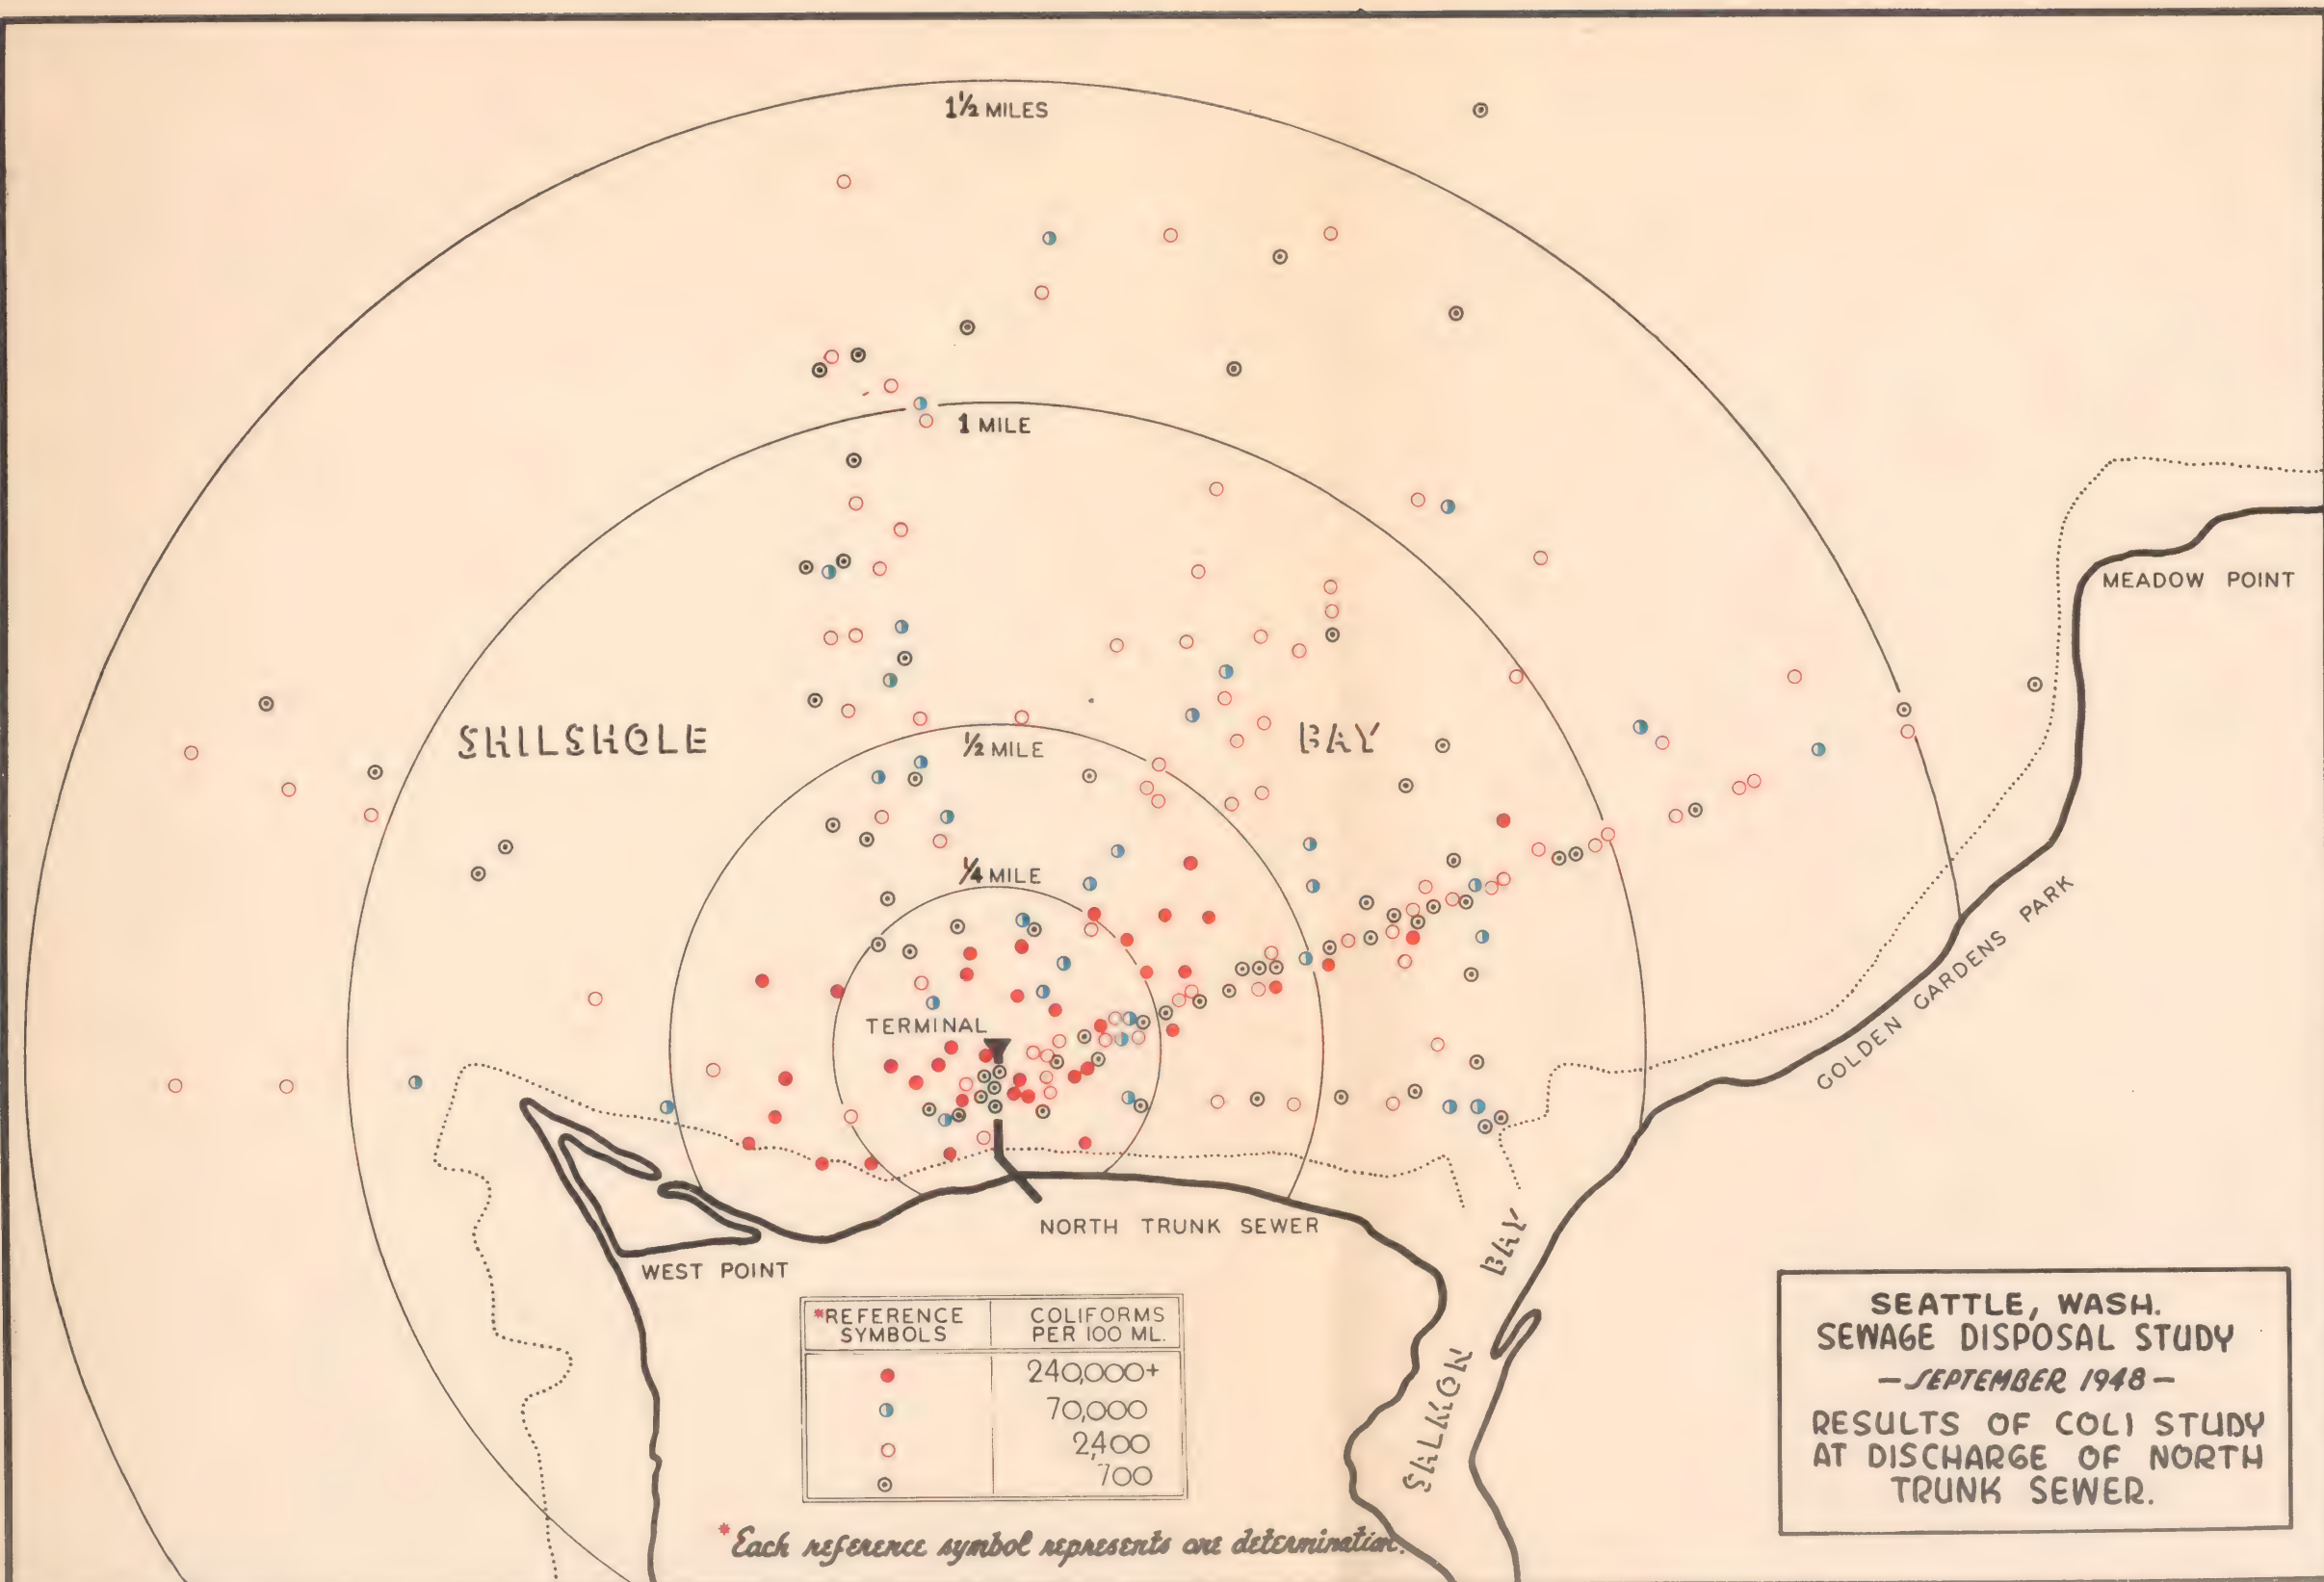 1½ MILES
1 MILE
MEADOW POINT
SHILSHOLE BAY
½ MILE
¼ MILE
GOLDEN GARDENS PARK
TERMINAL
NORTH TRUNK SEWER
WEST POINT
SALMON BAY
*REFERENCE SYMBOLS
COLIFORMS PER 100 ML.
240,000+
70,000
2,400
700
*Each reference symbol represents one determination.
SEATTLE, WASH.
SEWAGE DISPOSAL STUDY
— SEPTEMBER 1948 —
RESULTS OF COLI STUDY
AT DISCHARGE OF NORTH
TRUNK SEWER.